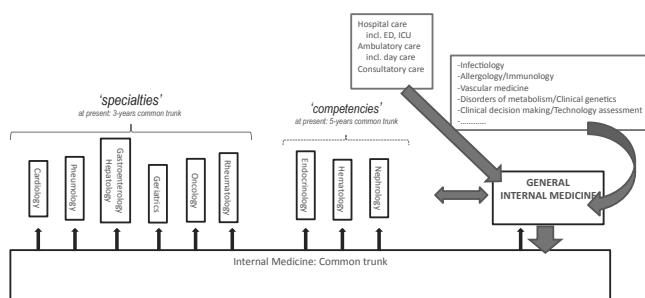 Hospital care
incl. ED, ICU
Ambulatory care
incl. day care
Consultatory care
-Infectiology
-Allergology/Immunology
-Vascular medicine
-Disorders of metabolism/Clinical genetics
-Clinical decision making/Technology assessment
-............
'specialties'
at present: 3-years common trunk
'competencies'
at present: 5-years common trunk
Cardiology
Pneumology
Gastroenterology
Hepatology
Geriatrics
Oncology
Rheumatology
Endocrinology
Hematology
Nephrology
GENERAL
INTERNAL MEDICINE
Internal Medicine: Common trunk